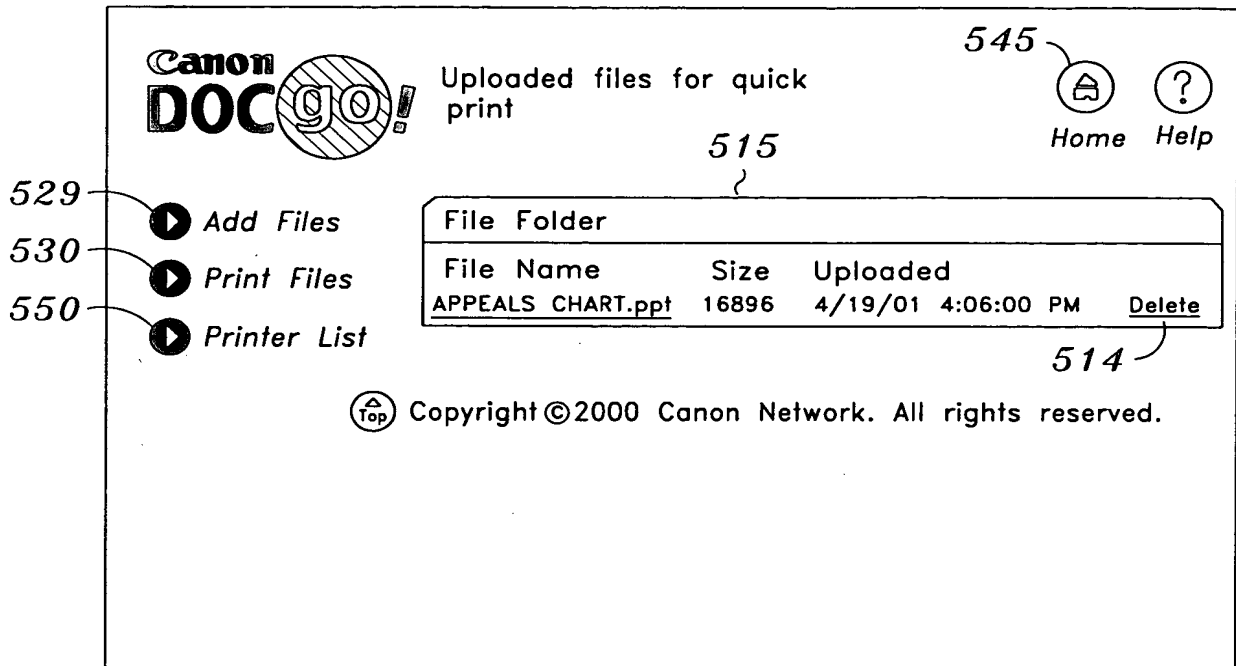 545
Canon
DOC go!
Uploaded files for quick
print
Home Help
515
529
Add Files
File Folder
530
Print Files
File Name Size Uploaded
APPEALS CHART.ppt 16896 4/19/01 4:06:00 PM Delete
550
Printer List
514
Top Copyright ©2000 Canon Network. All rights reserved.